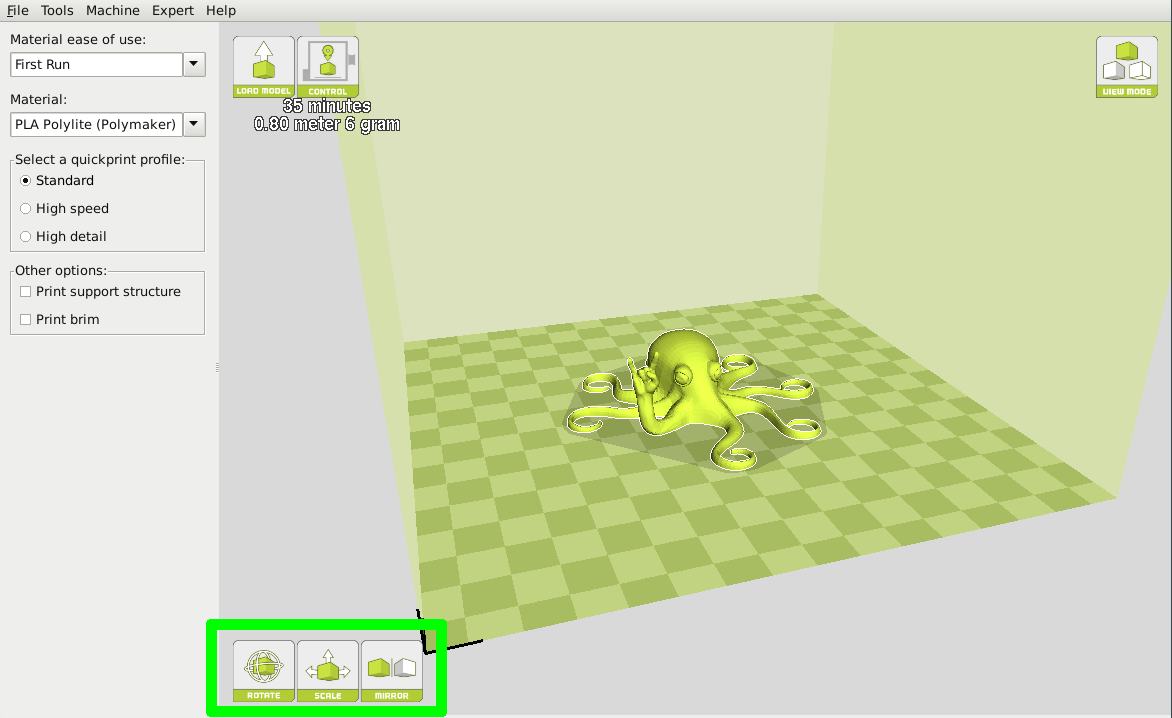 File Tools Machine Expert Help
Material ease of use:
First Run
Material:
PLA Polylite (Polymaker)
Select a quickprint profile:
Standard
High speed
High detail
Other options:
Print support structure
Print brim
LOAD MODEL
CONTROL
35 minutes
0.80 meter 6 gram
VIEW MODE
ROTATE
SCALE
MIRROR